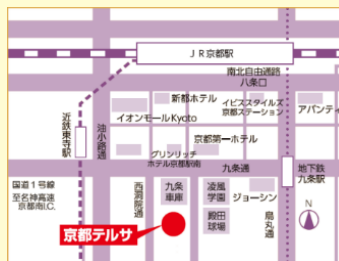 JR京都駅
南北自由通路
八条口
新都ホテル
イビススタイルズ
京都ステーション
アバンティ
イオンモールKyoto
近鉄東寺駅
油小路通
京都第一ホテル
グリンリッチ
ホテル京都駅南
九条通
地下鉄
九条駅
国道1号線
至名神高速
京都南I.C.
西洞院通
九条
車庫
凌風
学園
ジョーシン
殿田
球場
烏丸通
N
京都テルサ